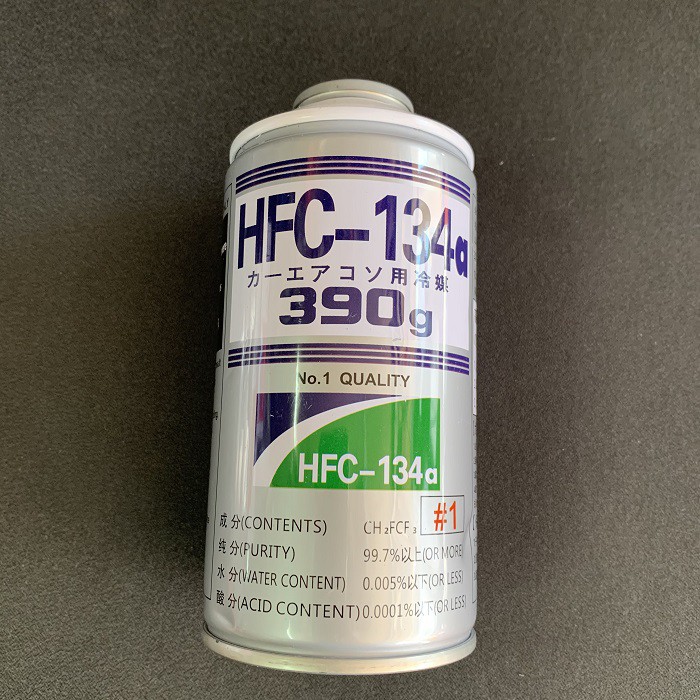 HFC-134a
カーエアコソ用冷媒
390g
No.1 QUALITY
HFC-134a
#1
成 分(CONTENTS) CH₂FCF₃
纯 分(PURITY) 99.7%以上(OR MORE)
水 分(WATER CONTENT) 0.005%以下(OR LESS)
酸 分(ACID CONTENT) 0.0001%以下(OR LESS)